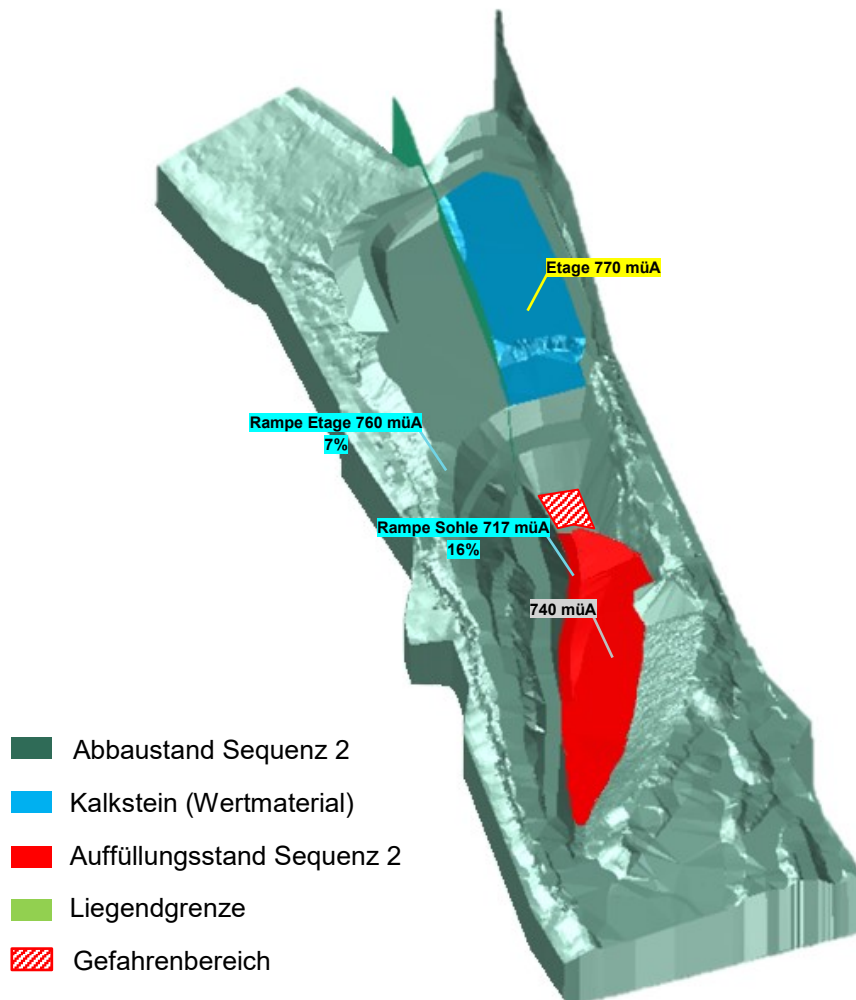 Etage 770 müA
Rampe Etage 760 müA
7%
Rampe Sohle 717 müA
16%
740 müA
Abbaustand Sequenz 2
Kalkstein (Wertmaterial)
Auffüllungsstand Sequenz 2
Liegendgrenze
Gefahrenbereich